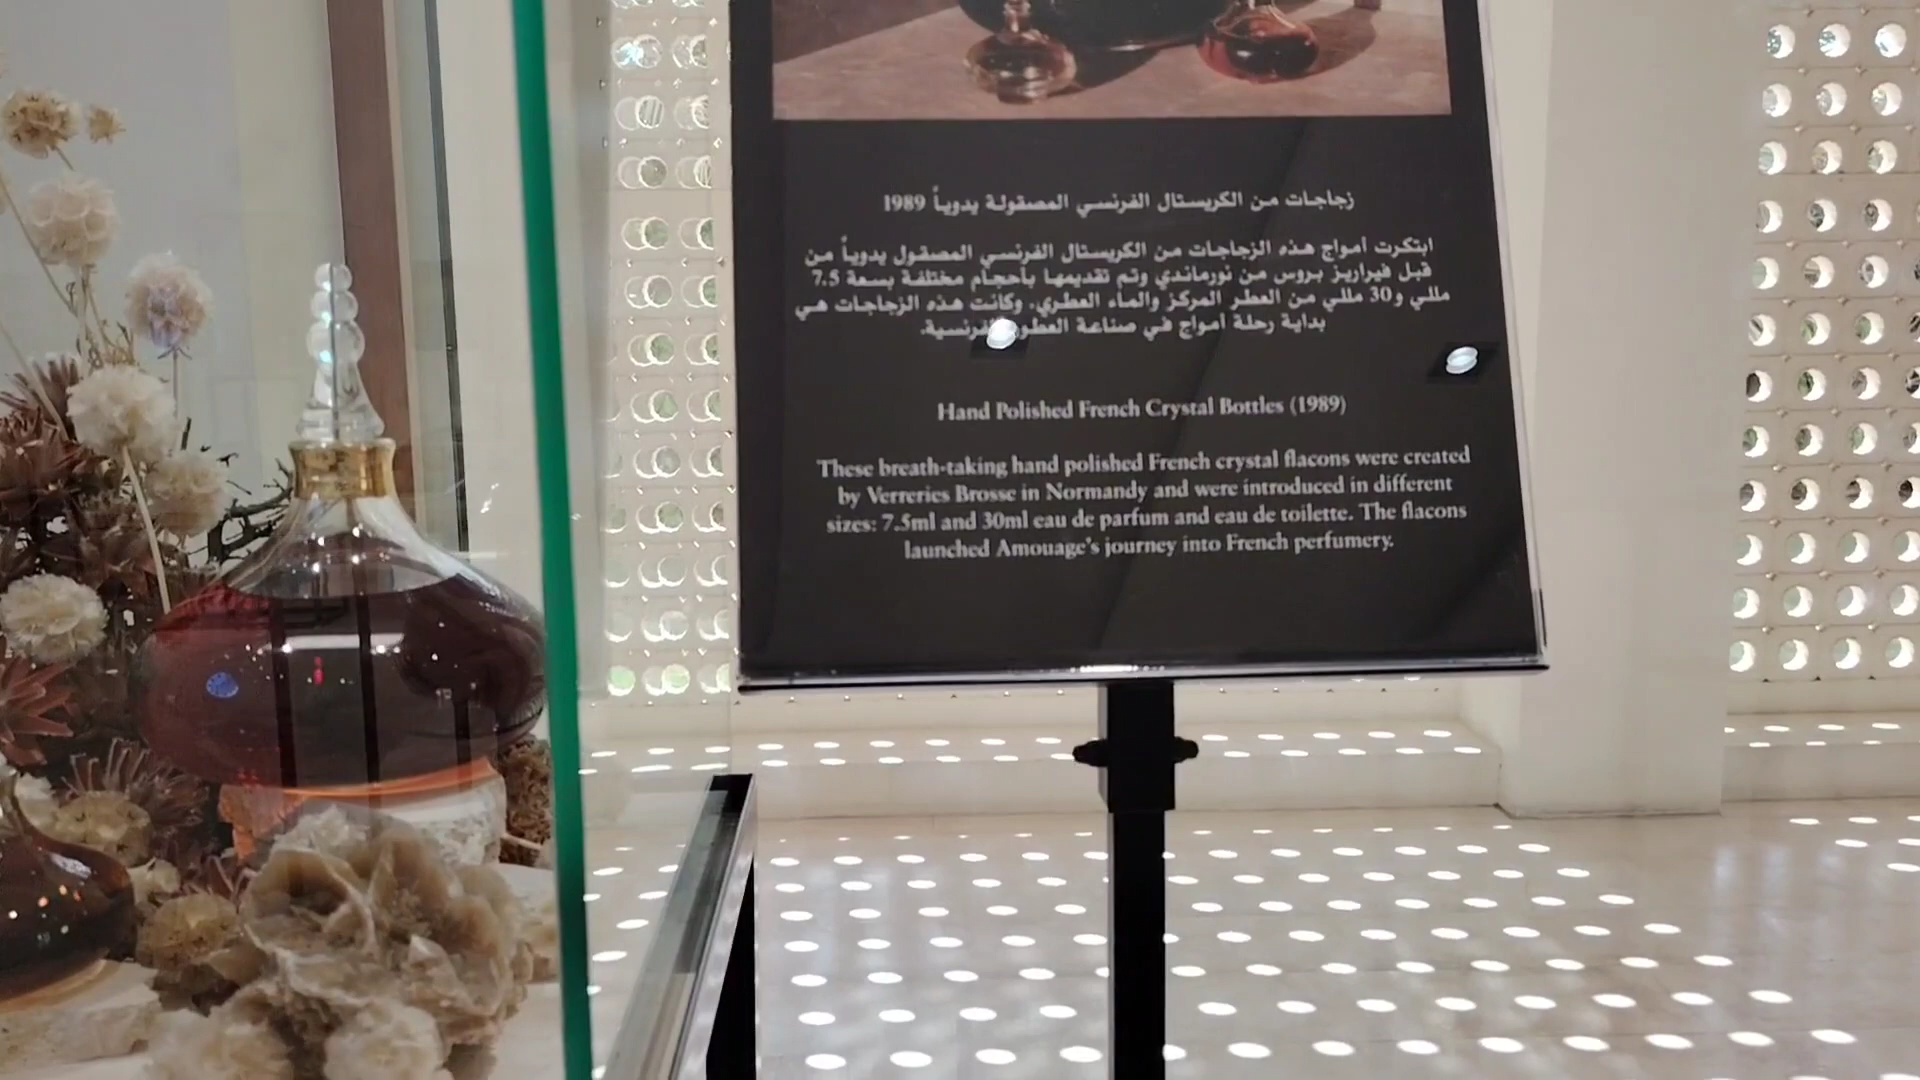 زجاجات من الكريستال الفرنسي المصقولة يدوياً 1989
ابتكرت أمواج هذه الزجاجات من الكريستال الفرنسي المصقول يدوياً من
قبل فيراريز بروس من نورماندي وتم تقديمها بأحجام مختلفة بسعة 7.5
مللي و30 مللي من العطر المركز والماء العطري. وكانت هذه الزجاجات هي
بداية رحلة أمواج في صناعة العطور الفرنسية.
Hand Polished French Crystal Bottles (1989)
These breath-taking hand polished French crystal flacons were created
by Verreries Brosse in Normandy and were introduced in different
sizes: 7.5ml and 30ml eau de parfum and eau de toilette. The flacons
launched Amouage's journey into French perfumery.